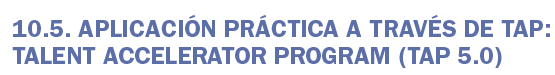 10.5. APLICACIÓN PRÁCTICA A TRAVÉS DE TAP:
TALENT ACCELERATOR PROGRAM (TAP 5.0)